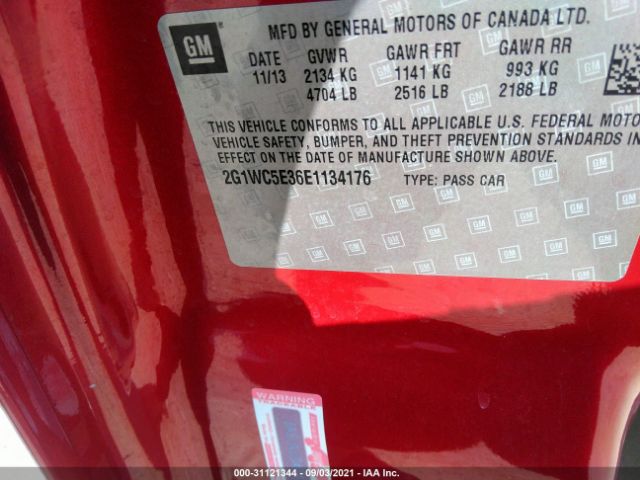 GM
MFD BY GENERAL MOTORS OF CANADA LTD.
DATE GVWR GAWR FRT GAWR RR
11/13 2134 KG 1141 KG 993 KG
4704 LB 2516 LB 2188 LB
THIS VEHICLE CONFORMS TO ALL APPLICABLE U.S. FEDERAL MOTO
VEHICLE SAFETY, BUMPER, AND THEFT PREVENTION STANDARDS IN
EFFECT ON THE DATE OF MANUFACTURE SHOWN ABOVE.
2G1WC5E36E1134176 TYPE: PASS CAR
WARNING
TRACEABLE
000-31121344 | 09/03/2021 | IAA Inc.